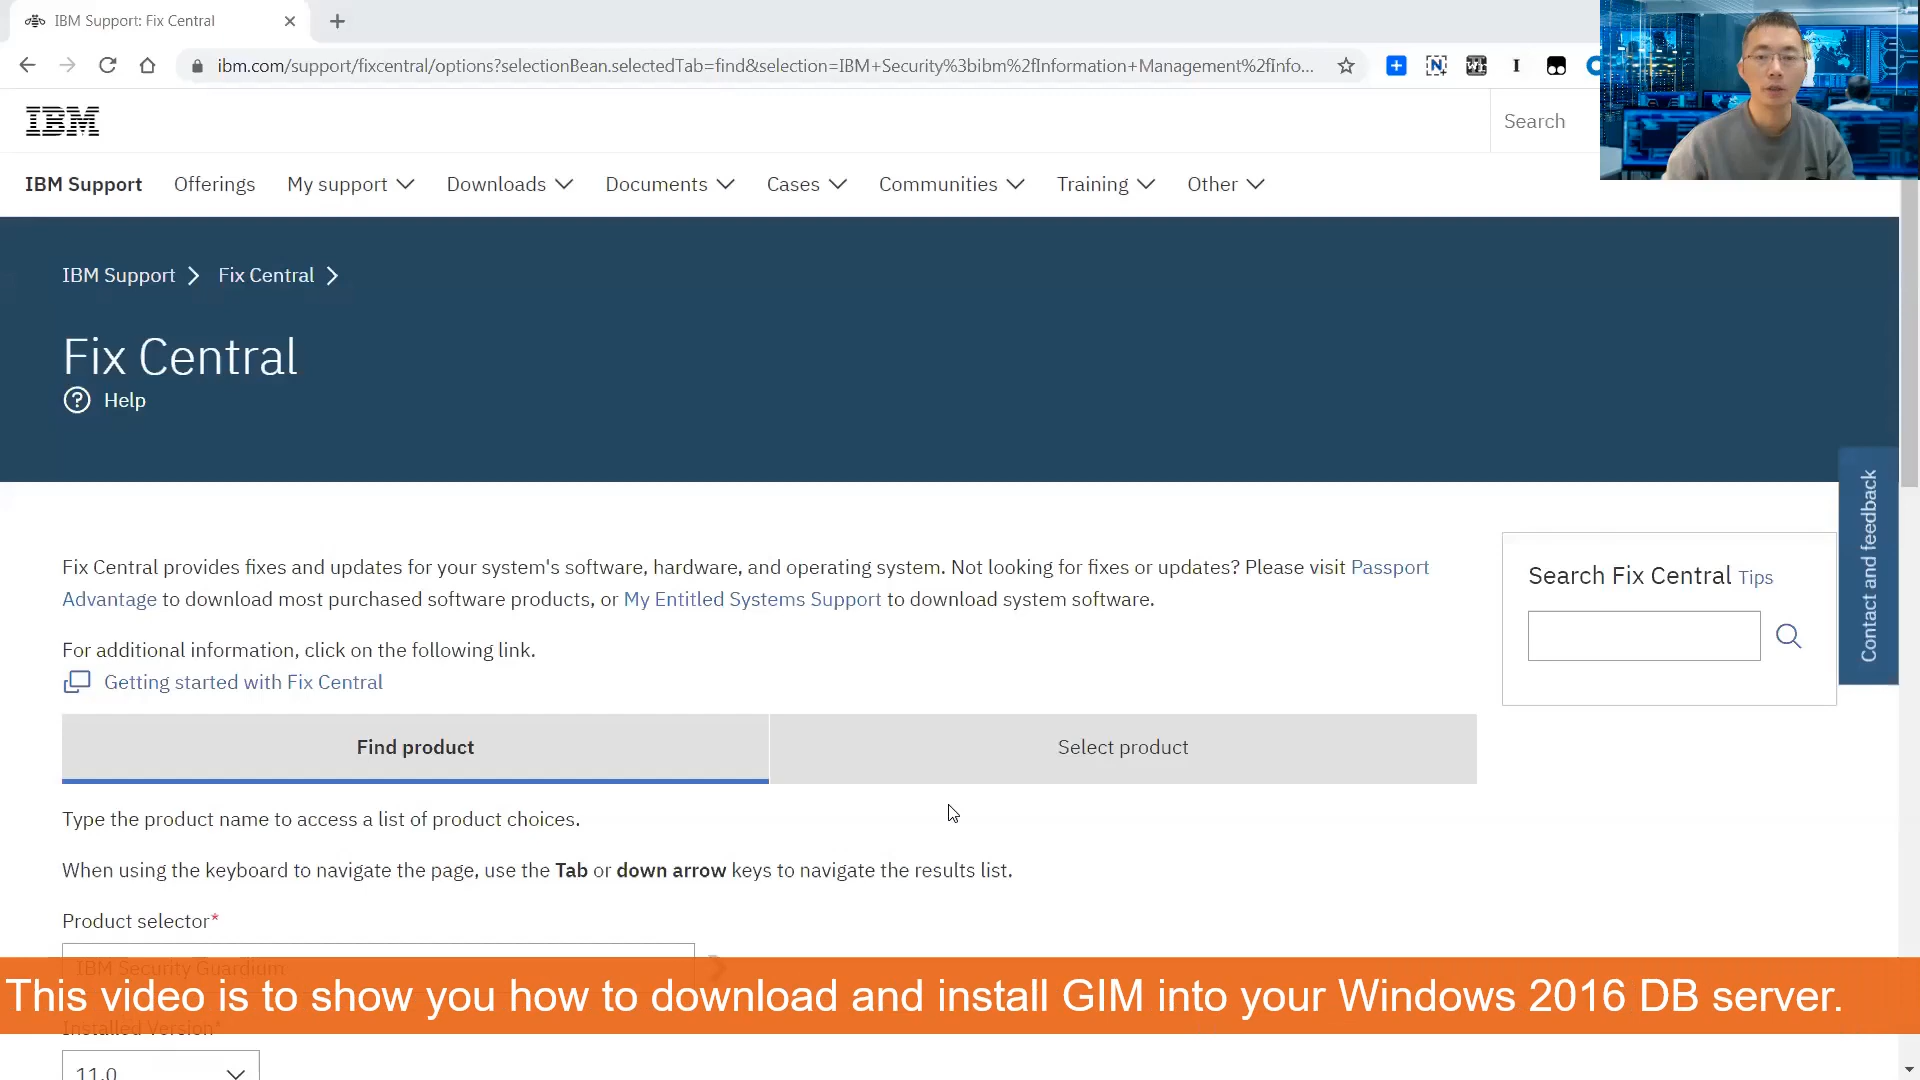 IBM Support: Fix Central
ibm.com/support/fixcentral/options?selectionBean.selectedTab=find&selection=IBM+Security%3bibm%2fInformation+Management%2fInfo...
IBM
Search
IBM Support Offerings My support Downloads Documents Cases Communities Training Other
IBM Support Fix Central
Fix Central
Help
Contact and feedback
Fix Central provides fixes and updates for your system's software, hardware, and operating system. Not looking for fixes or updates? Please visit Passport
Advantage to download most purchased software products, or My Entitled Systems Support to download system software.
For additional information, click on the following link.
Getting started with Fix Central
Search Fix Central Tips
Find product Select product
Type the product name to access a list of product choices.
When using the keyboard to navigate the page, use the Tab or down arrow keys to navigate the results list.
Product selector*
IBM Security Guardium
This video is to show you how to download and install GIM into your Windows 2016 DB server.
Installed Version*
11.0